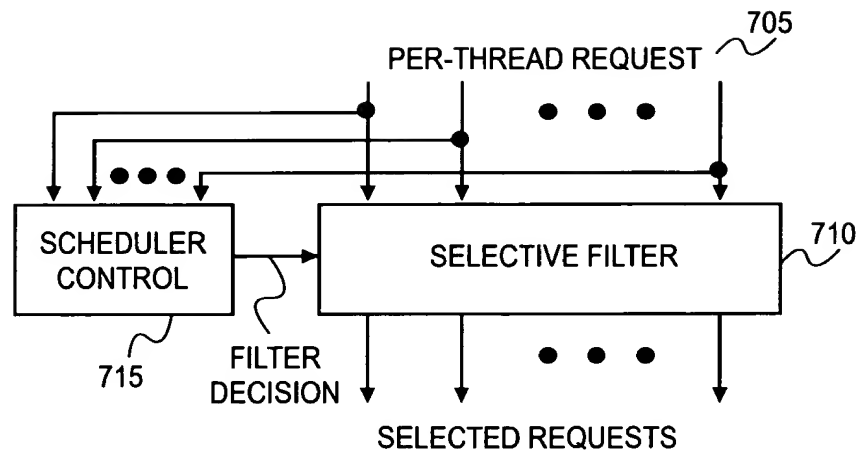 705
PER-THREAD REQUEST
SCHEDULER
CONTROL
SELECTIVE FILTER
710
715
FILTER
DECISION
SELECTED REQUESTS